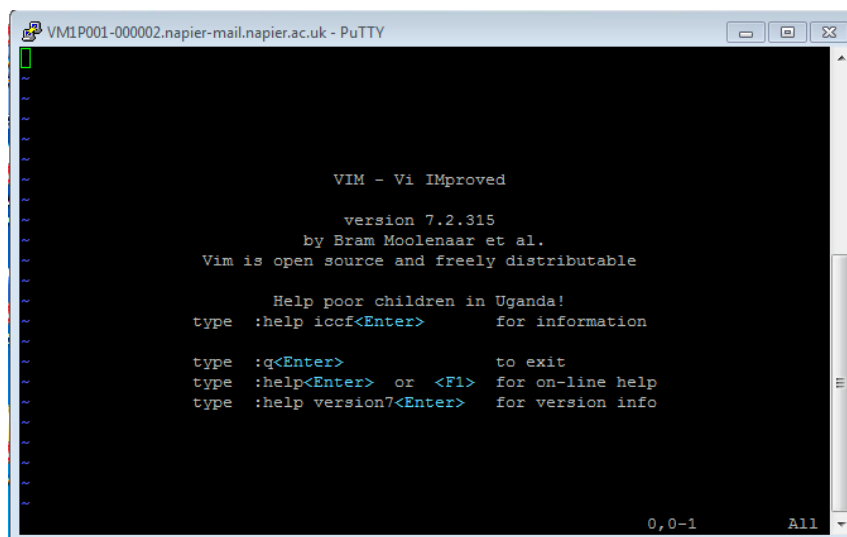 VM1P001-000002.napier-mail.napier.ac.uk - PuTTY
~
~
~
~
~
~ VIM - Vi IMproved
~
~ version 7.2.315
~ by Bram Moolenaar et al.
~ Vim is open source and freely distributable
~
~ Help poor children in Uganda!
~ type :help iccf<Enter> for information
~
~ type :q<Enter> to exit
~ type :help<Enter> or <F1> for on-line help
~ type :help version7<Enter> for version info
~
~
~
~
~
0,0-1 All